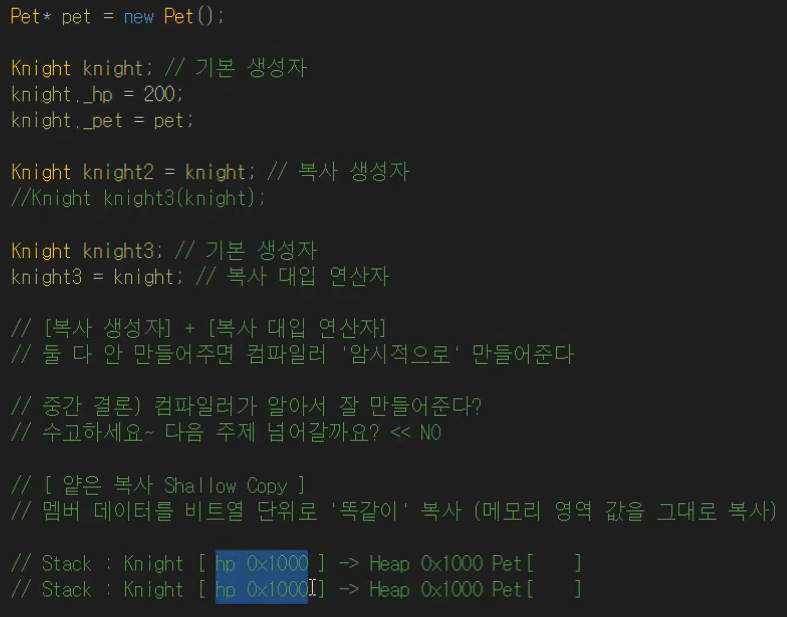 Pet* pet = new Pet();
Knight knight; // 기본 생성자
knight._hp = 200;
knight._pet = pet;
Knight knight2 = knight; // 복사 생성자
//Knight knight3(knight);
Knight knight3; // 기본 생성자
knight3 = knight; // 복사 대입 연산자
// [복사 생성자] + [복사 대입 연산자]
// 둘 다 안 만들어주면 컴파일러 '암시적으로' 만들어준다
// 중간 결론) 컴파일러가 알아서 잘 만들어준다?
// 수고하세요~ 다음 주제 넘어갈까요? << NO
// [ 얕은 복사 Shallow Copy ]
// 멤버 데이터를 비트열 단위로 '똑같이' 복사 (메모리 영역 값을 그대로 복사)
// Stack : Knight [ hp 0x1000 ] -> Heap 0x1000 Pet[    ]
// Stack : Knight [ hp 0x1000 ] -> Heap 0x1000 Pet[    ]